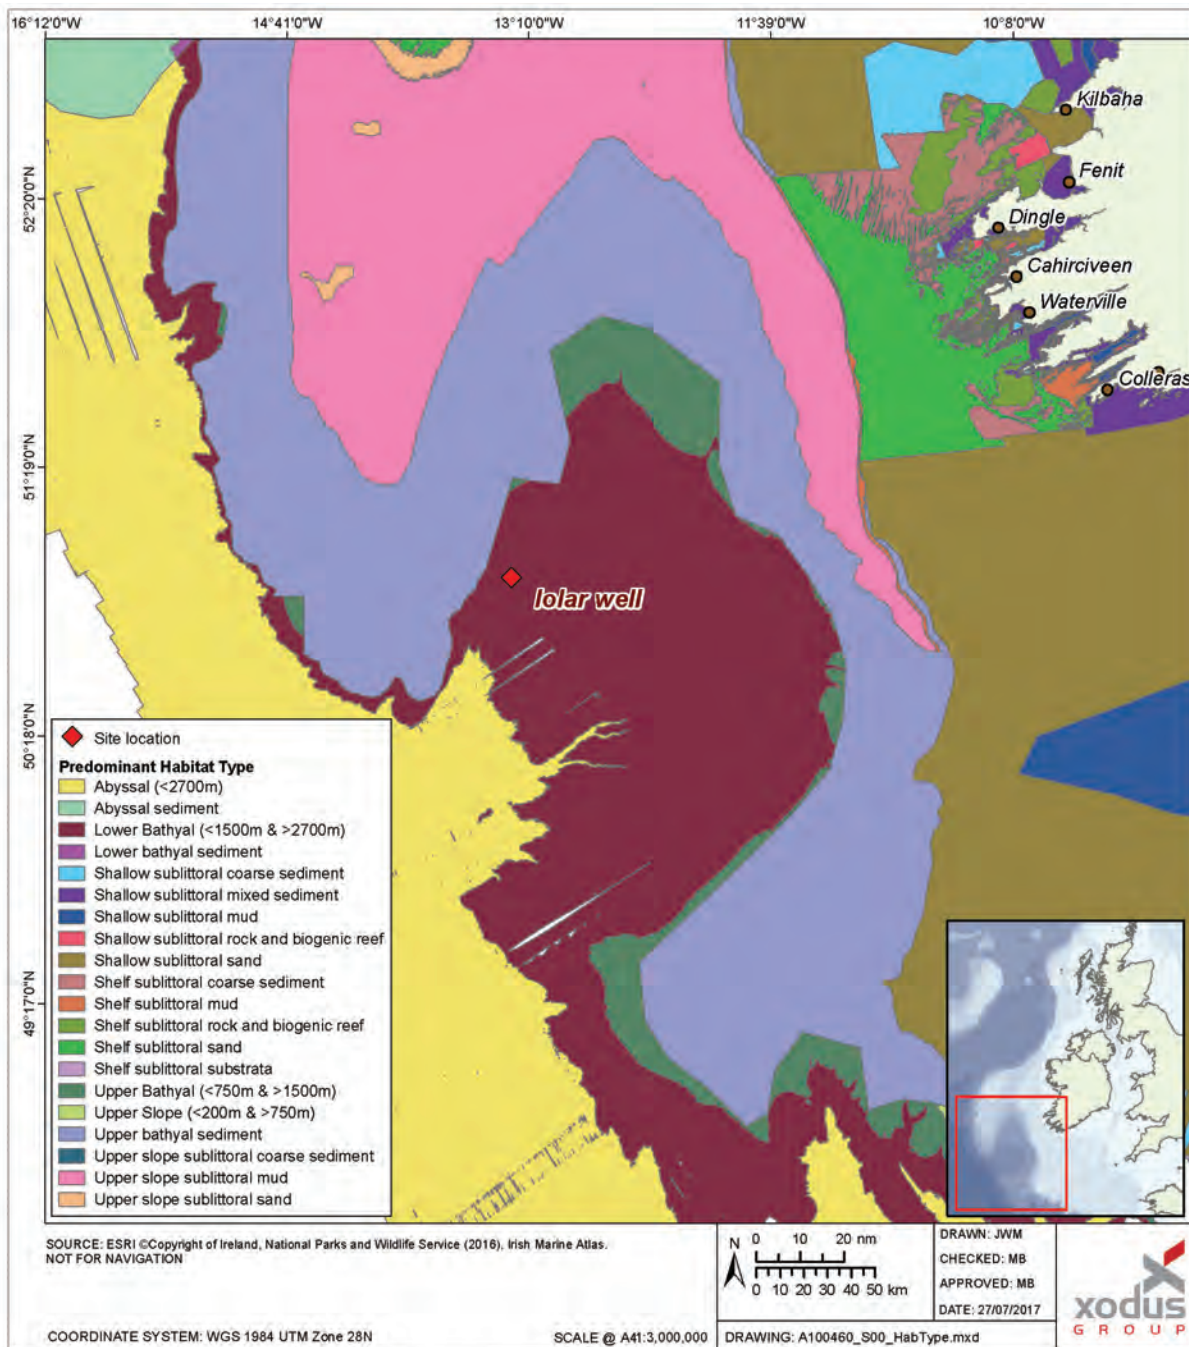 16°12'0"W 14°41'0"W 13°10'0"W 11°39'0"W 10°8'0"W
52°20'0"N
51°19'0"N
50°18'0"N
49°17'0"N
Kilbaha
Fenit
Dingle
Cahirciveen
Waterville
Colleras
Iolar well
Site location
Predominant Habitat Type
Abyssal (<2700m)
Abyssal sediment
Lower Bathyal (<1500m & >2700m)
Lower bathyal sediment
Shallow sublittoral coarse sediment
Shallow sublittoral mixed sediment
Shallow sublittoral mud
Shallow sublittoral rock and biogenic reef
Shallow sublittoral sand
Shelf sublittoral coarse sediment
Shelf sublittoral mud
Shelf sublittoral rock and biogenic reef
Shelf sublittoral sand
Shelf sublittoral substrata
Upper Bathyal (<750m & >1500m)
Upper Slope (<200m & >750m)
Upper bathyal sediment
Upper slope sublittoral coarse sediment
Upper slope sublittoral mud
Upper slope sublittoral sand
SOURCE: ESRI ©Copyright of Ireland, National Parks and Wildlife Service (2016), Irish Marine Atlas.
NOT FOR NAVIGATION
COORDINATE SYSTEM: WGS 1984 UTM Zone 28N
SCALE @ A41:3,000,000
N
0 10 20 nm
0 10 20 30 40 50 km
DRAWN: JWM
CHECKED: MB
APPROVED: MB
DATE: 27/07/2017
DRAWING: A100460_S00_HabType.mxd
xodus
GROUP